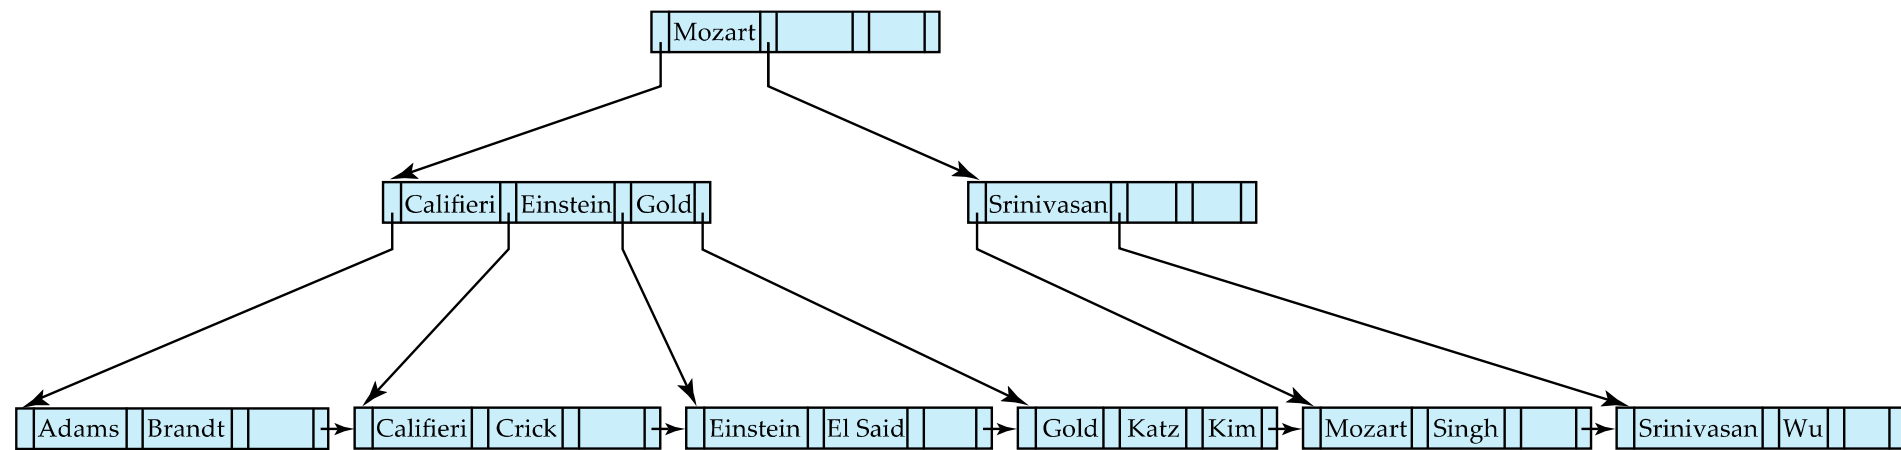 Mozart
Califieri Einstein Gold Srinivasan
Adams Brandt Califieri Crick Einstein El Said Gold Katz Kim Mozart Singh Srinivasan Wu